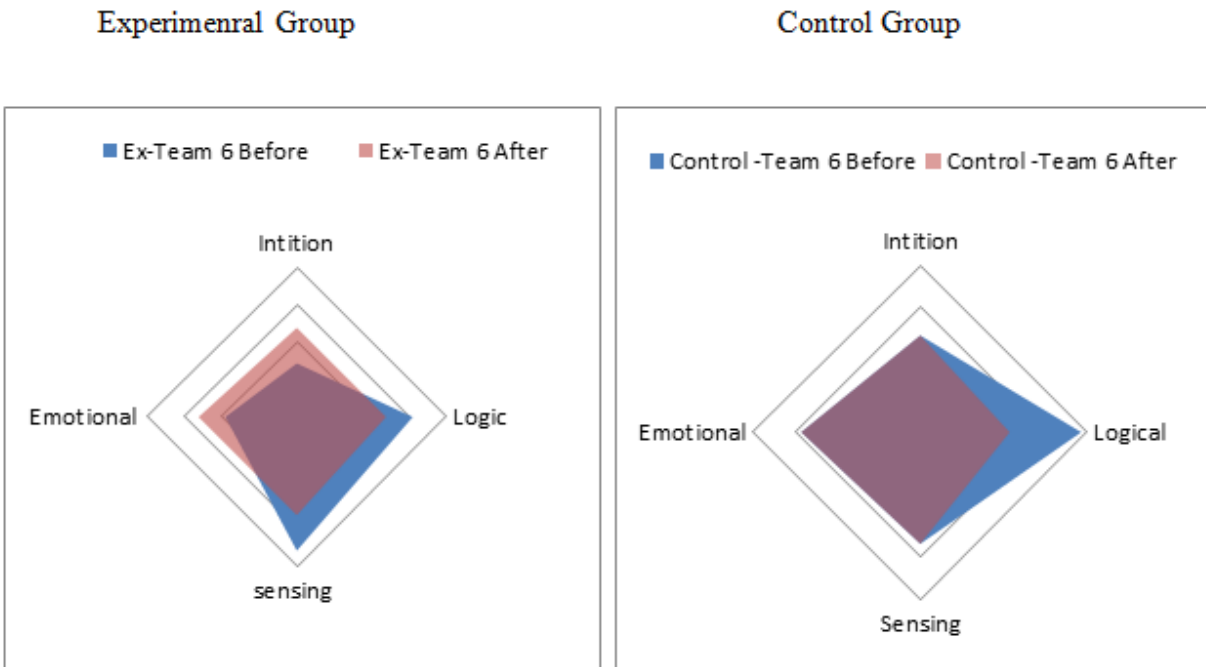 Experimenral Group
Control Group
Ex-Team 6 Before
Ex-Team 6 After
Intition
Emotional
Logic
sensing
Control -Team 6 Before
Control -Team 6 After
Intition
Emotional
Logical
Sensing